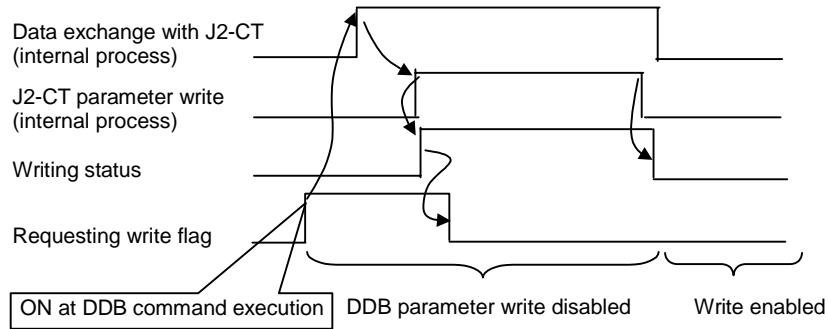 Data exchange with J2-CT
(internal process)
J2-CT parameter write
(internal process)
Writing status
Requesting write flag
ON at DDB command execution
DDB parameter write disabled
Write enabled